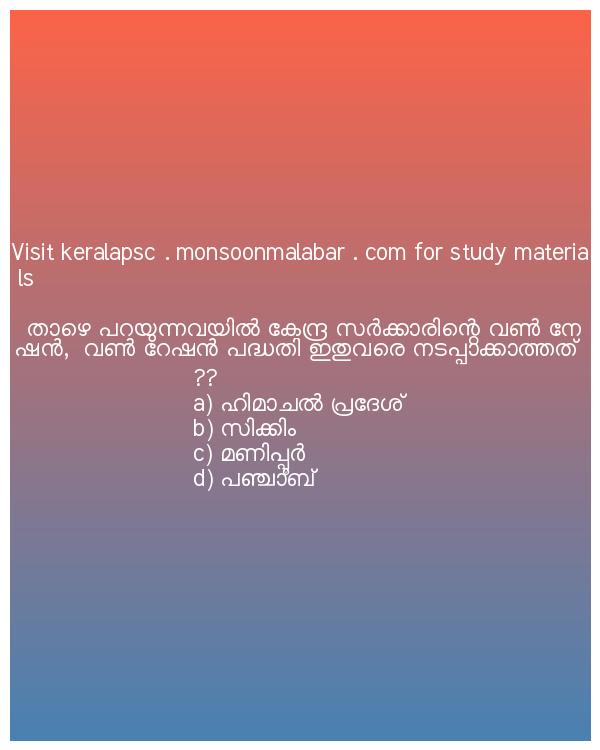 Visit keralapsc . monsoonmalabar . com for study materia
ls
താഴെ പറയുന്നവയിൽ കേന്ദ്ര സർക്കാരിന്റെ വൺ നേ
ഷൻ, വൺ റേഷൻ പദ്ധതി ഇതുവരെ നടപ്പാക്കാത്തത്
??
a) ഹിമാചൽ പ്രദേശ്
b) സിക്കിം
c) മണിപ്പൂർ
d) പഞ്ചാബ്